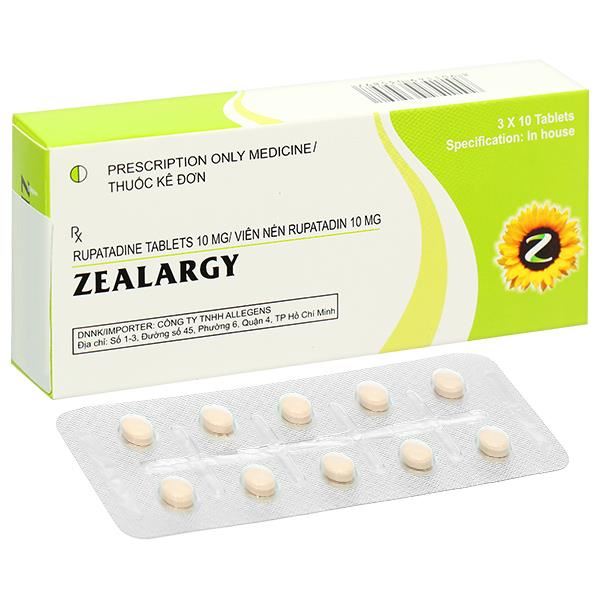 3 X 10 Tablets
Specification: in house
PRESCRIPTION ONLY MEDICINE/
THUỐC KÊ ĐƠN
Rx
RUPATADINE TABLETS 10 MG/ VIÊN NÉN RUPATADIN 10 MG
ZEALARGY
DNNK/IMPORTER: CÔNG TY TNHH ALLEGENS
Địa chỉ: Số 1-3, Đường số 45, Phường 6, Quận 4, TP Hồ Chí Minh
Z